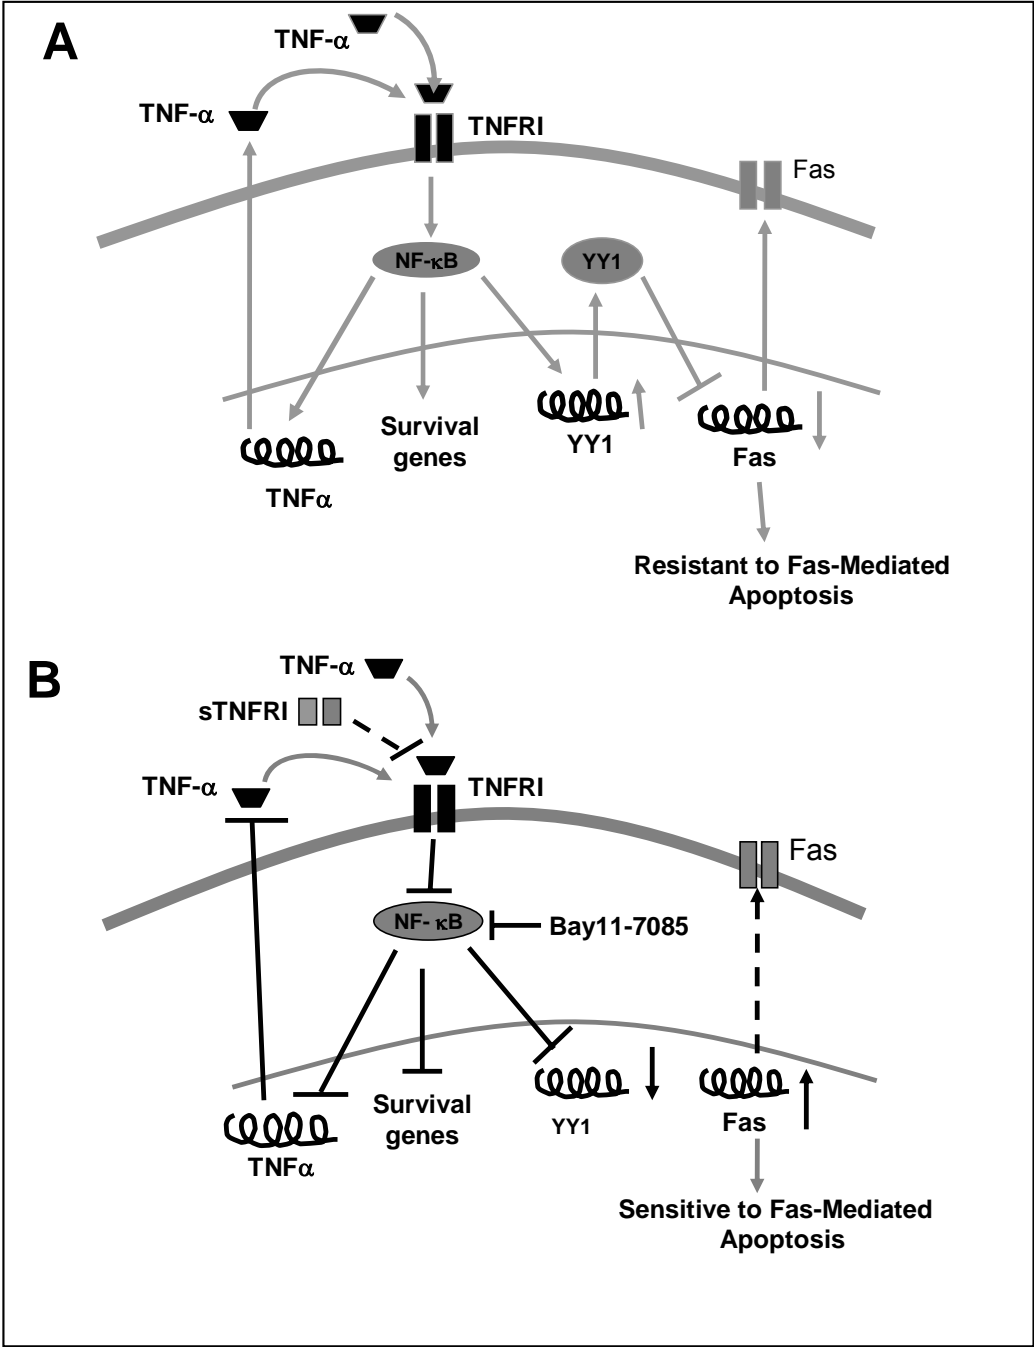 A
TNF-α
TNF-α
TNFRI
Fas
NF-κB
YY1
Survival
genes
YY1
Fas
TNFα
Resistant to Fas-Mediated
Apoptosis
B
TNF-α
sTNFRI
TNF-α
TNFRI
Fas
NF- κB
Bay11-7085
Survival
genes
YY1
Fas
TNFα
Sensitive to Fas-Mediated
Apoptosis